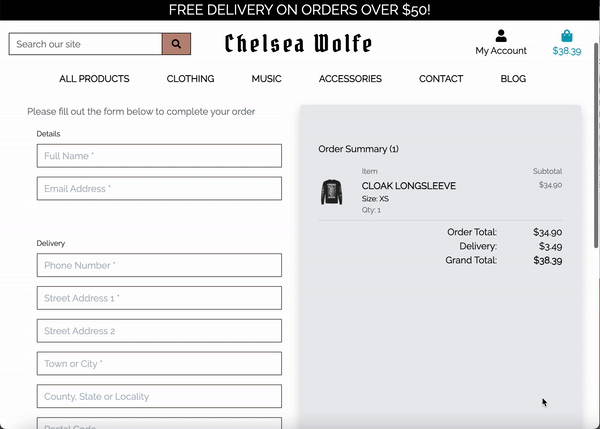 FREE DELIVERY ON ORDERS OVER $50!
Search our site
Chelsea Wolfe
My Account
$38.39
ALL PRODUCTS
CLOTHING
MUSIC
ACCESSORIES
CONTACT
BLOG
Please fill out the form below to complete your order
Details
Full Name *
Email Address *
Delivery
Phone Number *
Street Address 1 *
Street Address 2
Town or City *
County, State or Locality
Postal Code
Order Summary (1)
Item
Subtotal
CLOAK LONGSLEEVE
$34.90
Size: XS
Qty: 1
Order Total: $34.90
Delivery: $3.49
Grand Total: $38.39